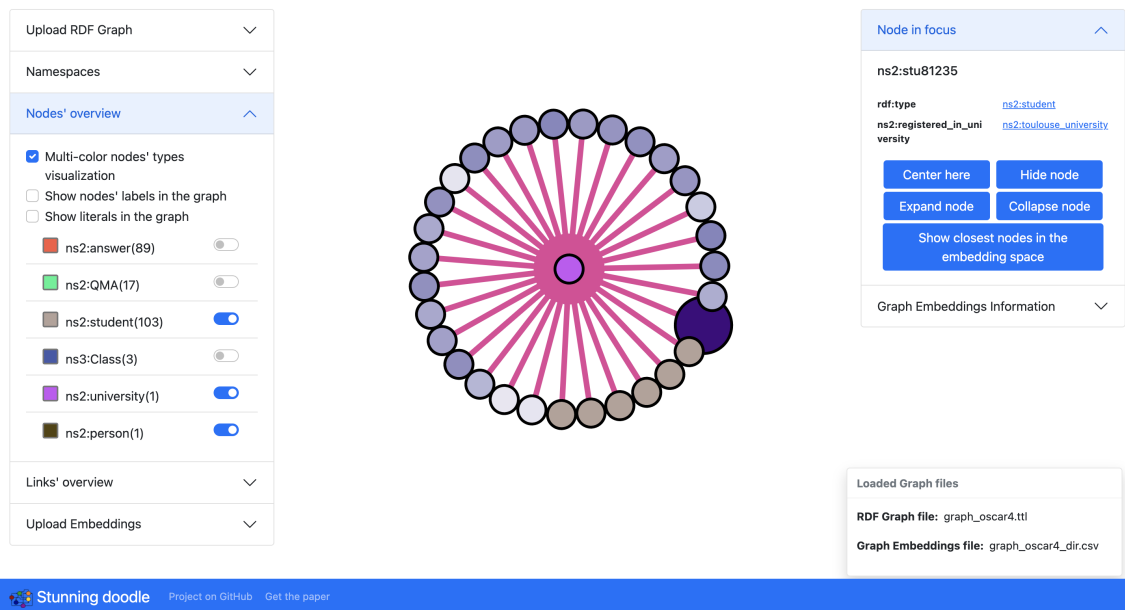 Upload RDF Graph
Namespaces
Nodes' overview
Multi-color nodes' types
visualization
Show nodes' labels in the graph
Show literals in the graph
ns2:answer(89)
ns2:QMA(17)
ns2:student(103)
ns3:Class(3)
ns2:university(1)
ns2:person(1)
Links' overview
Upload Embeddings
Node in focus
ns2:stu81235
rdf:type ns2:student
ns2:registered_in_uni ns2:toulouse_university
versity
Center here Hide node
Expand node Collapse node
Show closest nodes in the
embedding space
Graph Embeddings Information
Loaded Graph files
RDF Graph file: graph_oscar4.ttl
Graph Embeddings file: graph_oscar4_dir.csv
Stunning doodle Project on GitHub Get the paper